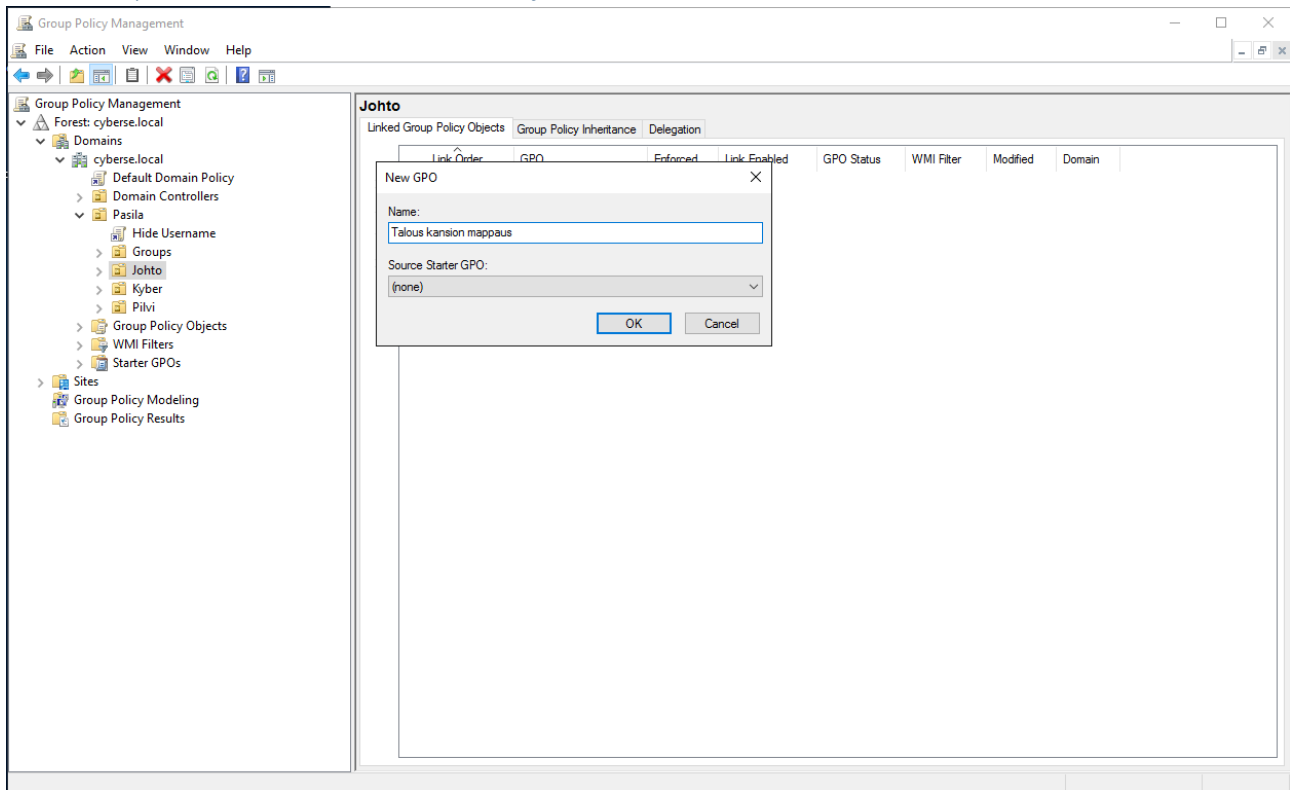 Group Policy Management
File Action View Window Help
Group Policy Management
Forest: cyberse.local
Domains
cyberse.local
Default Domain Policy
Domain Controllers
Pasila
Hide Username
Groups
Johto
Kyber
Pilvi
Group Policy Objects
WMI Filters
Starter GPOs
Sites
Group Policy Modeling
Group Policy Results
Johto
Linked Group Policy Objects Group Policy Inheritance Delegation
Link Order GPO Enforced Link Enabled GPO Status WMI Filter Modified Domain
New GPO
Name:
Talous kansion mappaus
Source Starter GPO:
(none)
OK Cancel